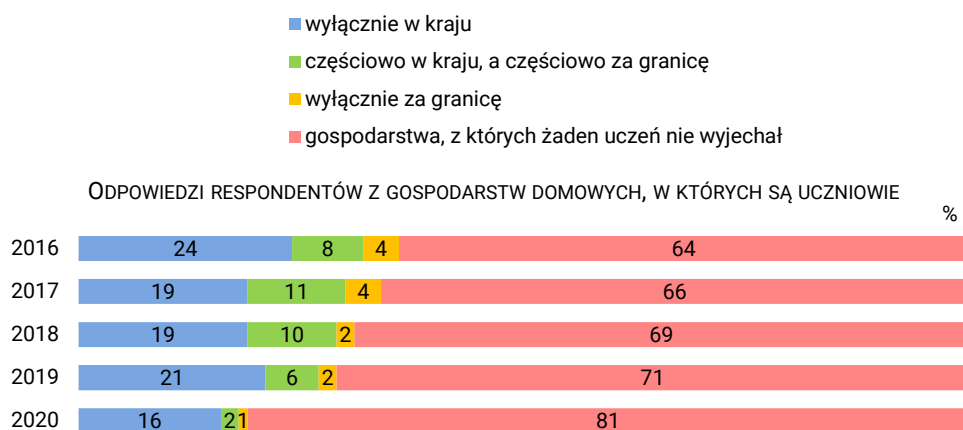 wyłącznie w kraju
częściowo w kraju, a częściowo za granicę
wyłącznie za granicę
gospodarstwa, z których żaden uczeń nie wyjechał
ODPOWIEDZI RESPONDENTÓW Z GOSPODARSTW DOMOWYCH, W KTÓRYCH SĄ UCZNIOWIE
%
2016 24 8 4 64
2017 19 11 4 66
2018 19 10 2 69
2019 21 6 2 71
2020 16 2 1 81